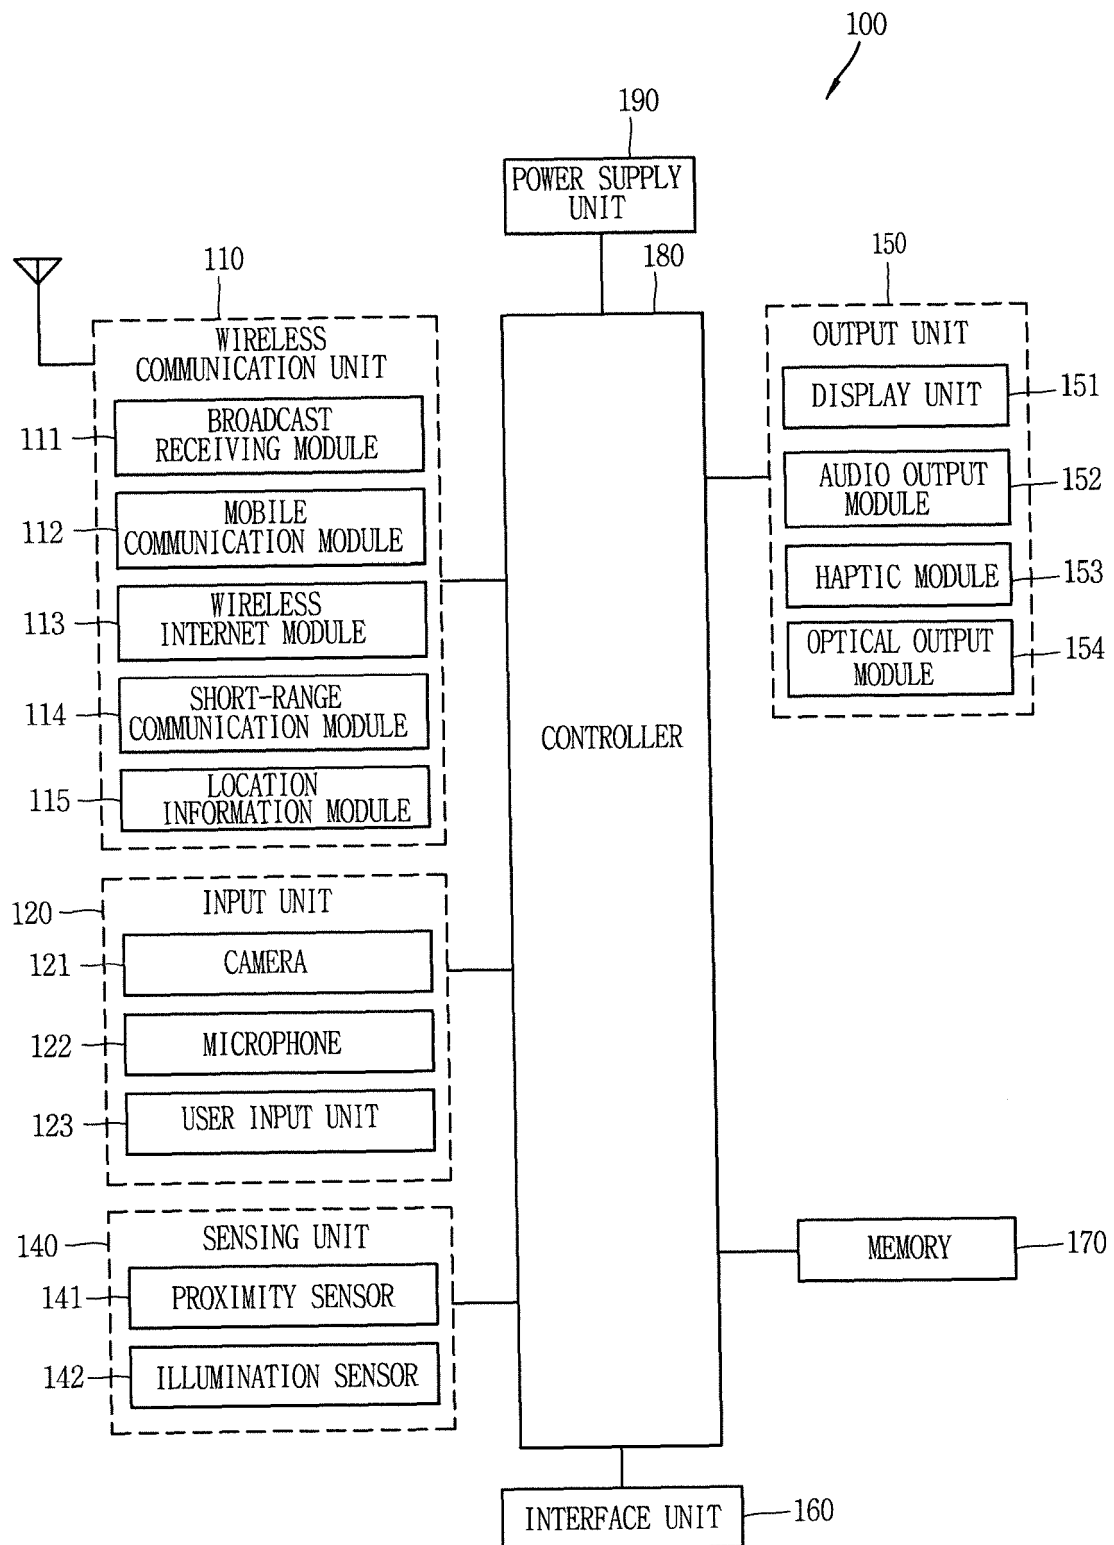 100
190
POWER SUPPLY
UNIT
110
180
150
WIRELESS
COMMUNICATION UNIT
OUTPUT UNIT
111
BROADCAST
RECEIVING MODULE
DISPLAY UNIT
151
112
MOBILE
COMMUNICATION MODULE
AUDIO OUTPUT
MODULE
152
113
WIRELESS
INTERNET MODULE
HAPTIC MODULE
153
114
SHORT-RANGE
COMMUNICATION MODULE
OPTICAL OUTPUT
MODULE
154
115
LOCATION
INFORMATION MODULE
CONTROLLER
120
INPUT UNIT
121
CAMERA
122
MICROPHONE
123
USER INPUT UNIT
140
SENSING UNIT
141
PROXIMITY SENSOR
142
ILLUMINATION SENSOR
MEMORY
170
INTERFACE UNIT
160